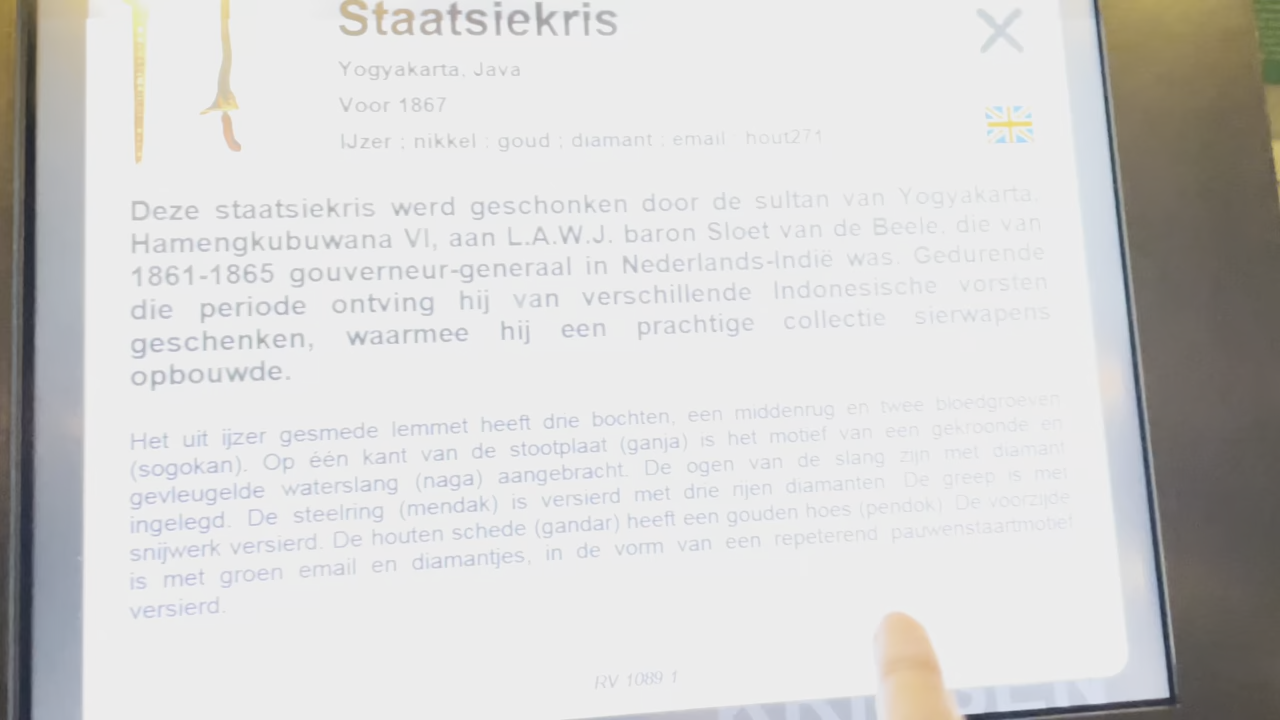 Staatsiekris
Yogyakarta, Java
Voor 1867
IJzer ; nikkel ; goud ; diamant ; email hout271
Deze staatsiekris werd geschonken door de sultan van Yogyakarta,
Hamengkubuwana VI, aan L.A.W.J. baron Sloet van de Beele, die van
1861-1865 gouverneur-generaal in Nederlands-Indië was. Gedurende
die periode ontving hij van verschillende Indonesische vorsten
geschenken, waarmee hij een prachtige collectie sierwapens
opbouwde.
Het uit ijzer gesmede lemmet heeft drie bochten, een middenrug en twee bloedgroeven
(sogokan). Op één kant van de stootplaat (ganja) is het motief van een gekroonde en
gevleugelde waterslang (naga) aangebracht. De ogen van de slang zijn met diamant
ingelegd. De steelring (mendak) is versierd met drie rijen diamanten. De greep is met
snijwerk versierd. De houten schede (gandar) heeft een gouden hoes (pendok). De voorzijde
is met groen email en diamantjes, in de vorm van een repeterend pauwenstaartmotief
versierd.
RV 1089 1